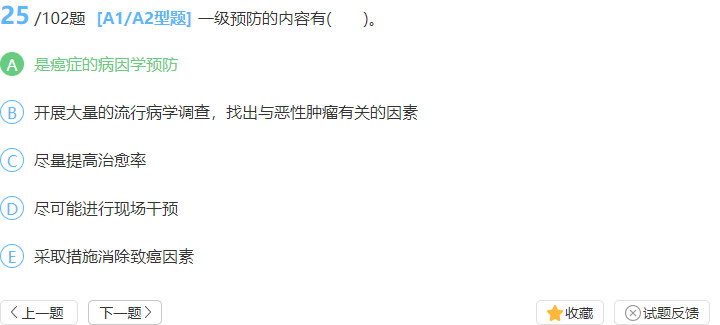 25 /102题 [A1/A2型题] 一级预防的内容有(  )。
A 是癌症的病因学预防
B 开展大量的流行病学调查，找出与恶性肿瘤有关的因素
C 尽量提高治愈率
D 尽可能进行现场干预
E 采取措施消除致癌因素
上一题 下一题 收藏 试题反馈